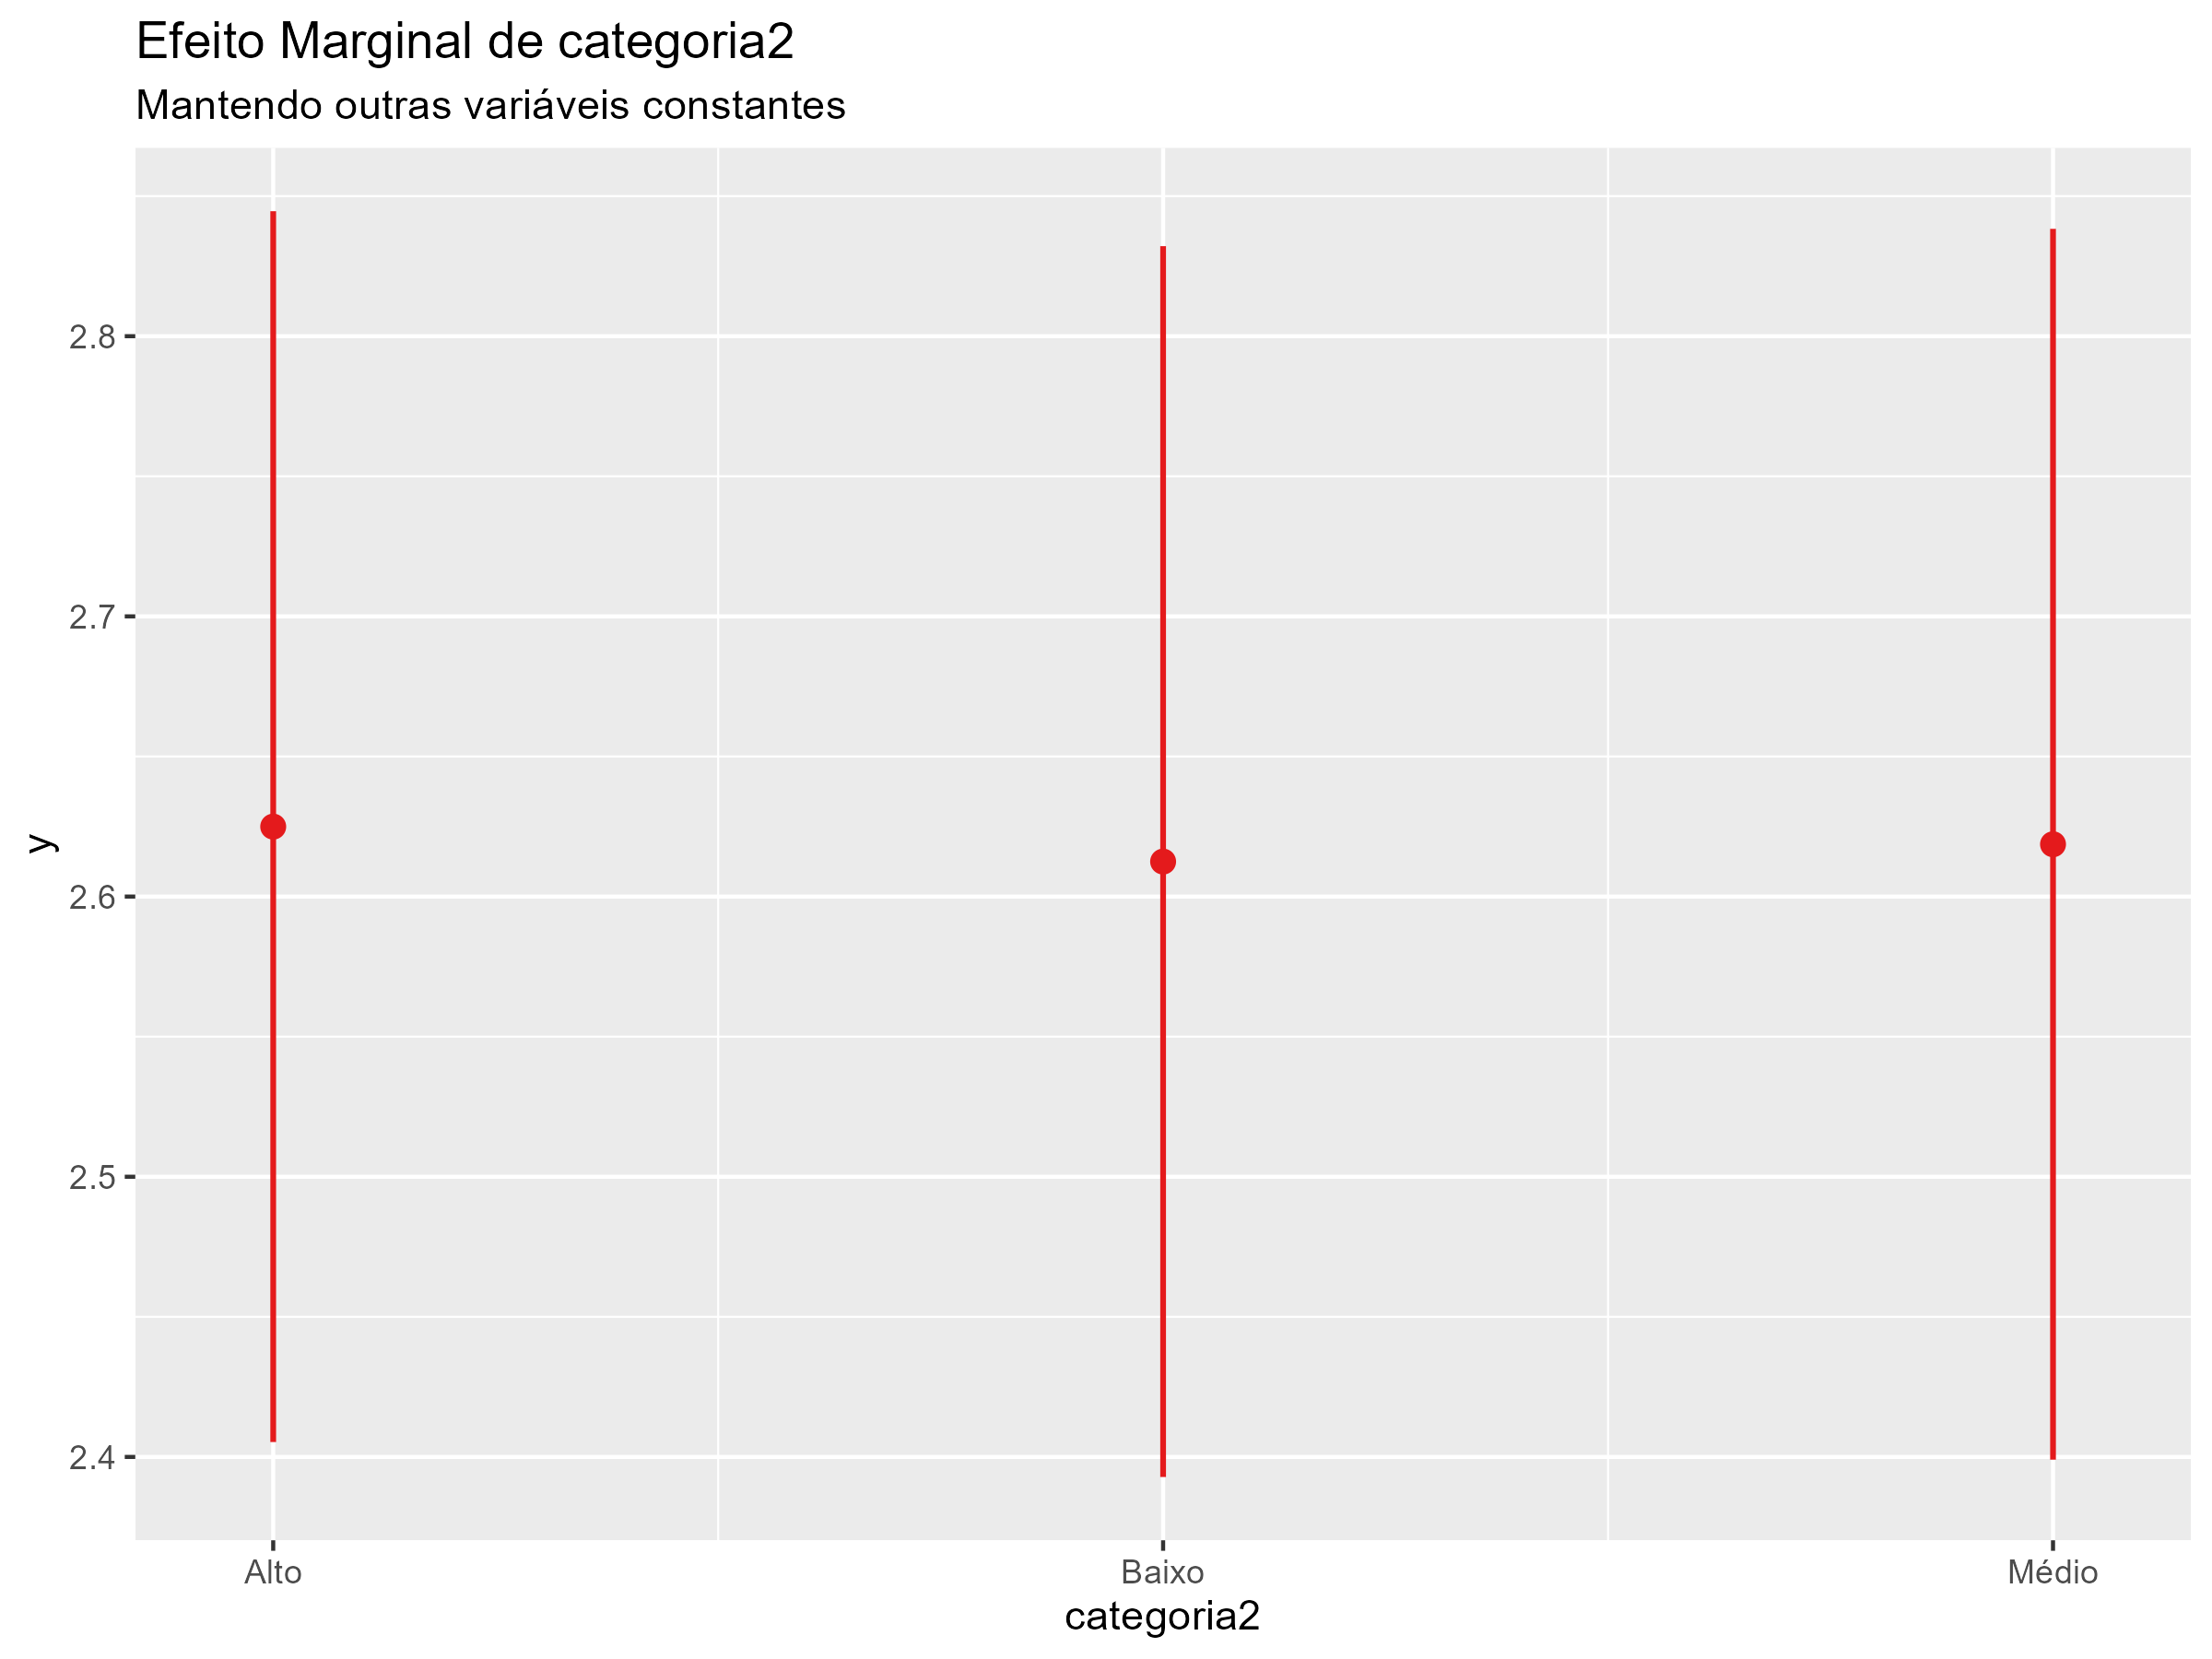 Efeito Marginal de categoria2
Mantendo outras variáveis constantes
y
2.8
2.7
2.6
2.5
2.4
Alto
Baixo
Médio
categoria2